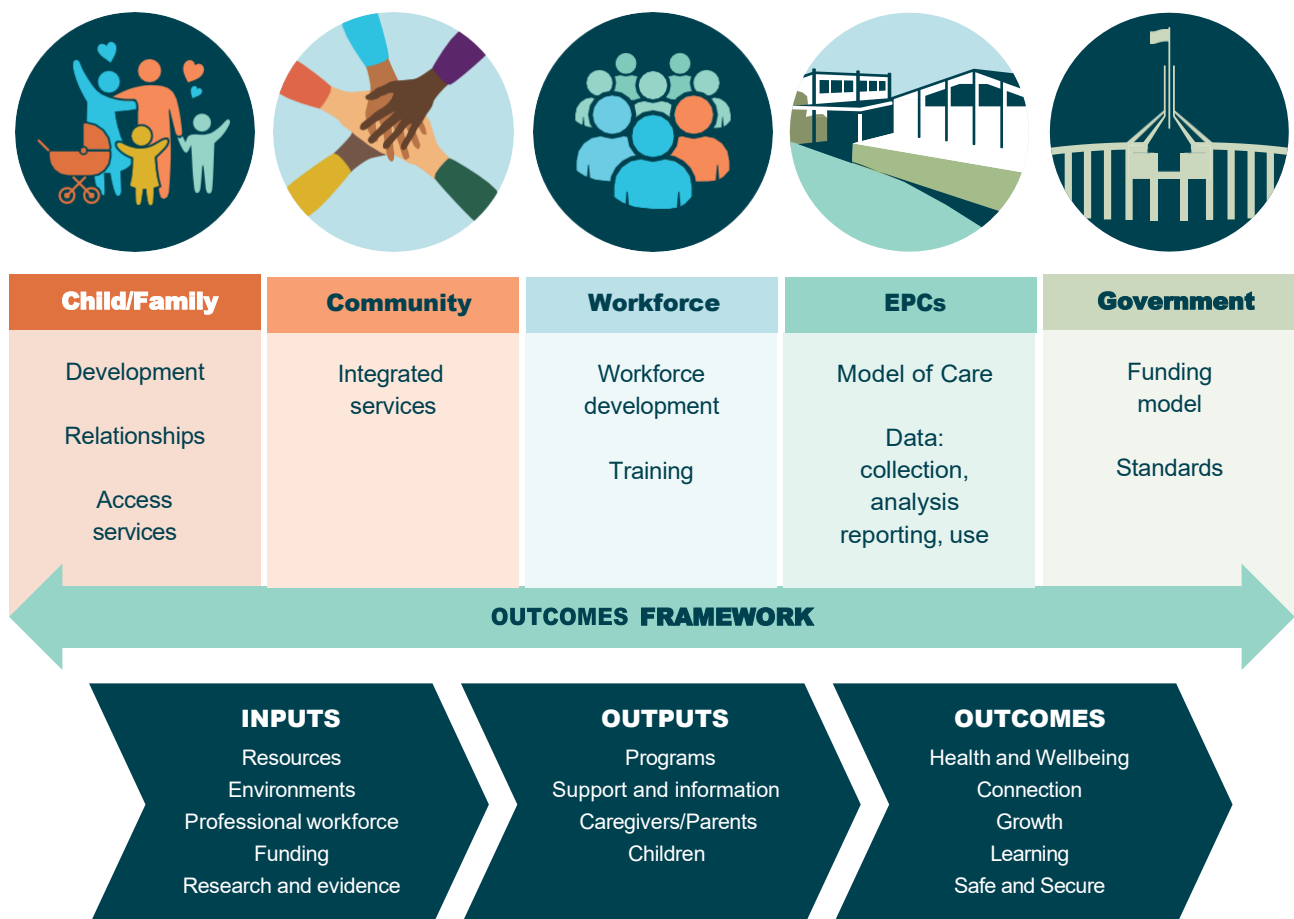 Child/Family
Development
Relationships
Access
services
Community
Integrated
services
Workforce
Workforce
development
Training
EPCs
Model of Care
Data:
collection,
analysis
reporting, use
Government
Funding
model
Standards
OUTCOMES FRAMEWORK
INPUTS
Resources
Environments
Professional workforce
Funding
Research and evidence
OUTPUTS
Programs
Support and information
Caregivers/Parents
Children
OUTCOMES
Health and Wellbeing
Connection
Growth
Learning
Safe and Secure